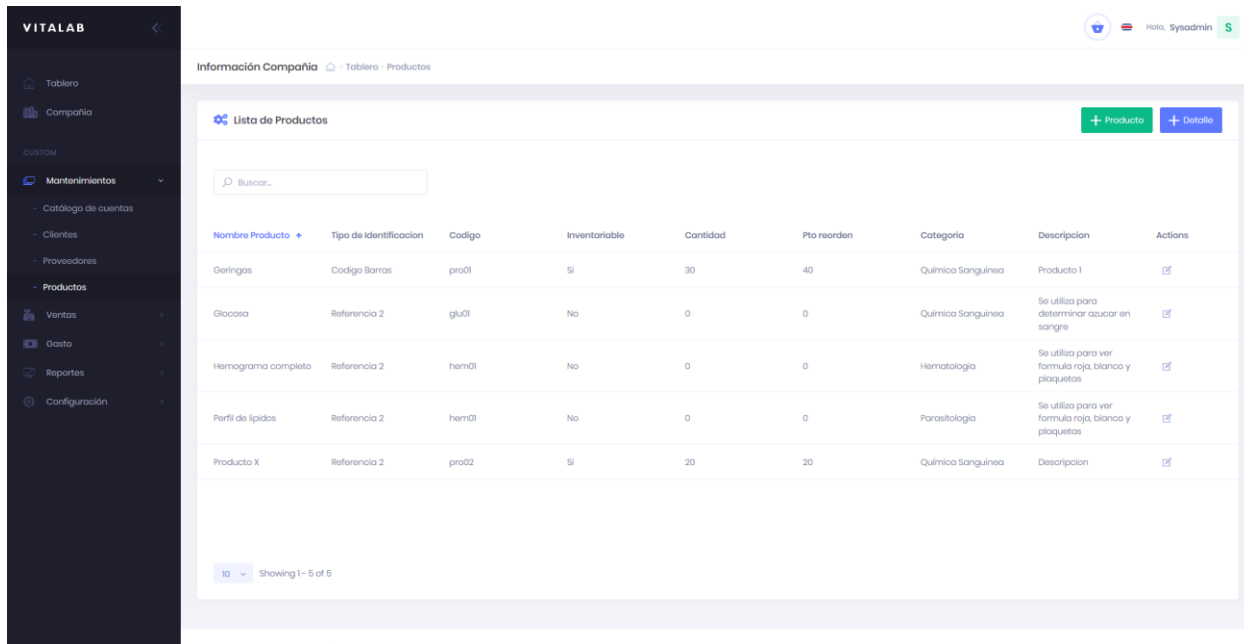 VITALAB
Hola, Sysadmin S
Información Compañia - Tablero - Productos
Tablero
Compañia
CUSTOM
Mantenimientos
- Catálogo de cuentas
- Clientes
- Proveedores
- Productos
Ventas
Gasto
Reportes
Configuración
Lista de Productos
+ Producto
+ Detalle
Buscar...
Nombre Producto Tipo de Identificacion Codigo Inventariable Cantidad Pto reorden Categoria Descripcion Actions
Geringas Codigo Barras pro01 Si 30 40 Química Sanguinea Producto 1
Glocosa Referencia 2 glu01 No 0 0 Química Sanguinea Se utiliza para
determinar azucar en
sangre
Hemograma completo Referencia 2 hem01 No 0 0 Hematologia Se utiliza para ver
formula roja, blanco y
plaquetas
Perfil de lipidos Referencia 2 hem01 No 0 0 Parasitologia Se utiliza para ver
formula roja, blanco y
plaquetas
Producto X Referencia 2 pro02 Si 20 20 Química Sanguinea Descripcion
10 Showing 1 - 5 of 5